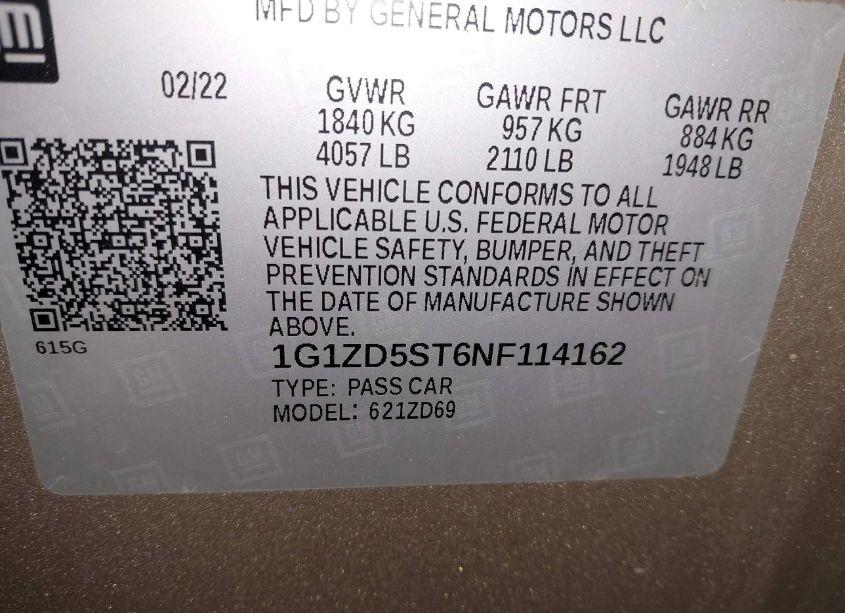 GM
MFD BY GENERAL MOTORS LLC
02/22 GVWR GAWR FRT GAWR RR
1840 KG 957 KG 884 KG
4057 LB 2110 LB 1948 LB
THIS VEHICLE CONFORMS TO ALL
APPLICABLE U.S. FEDERAL MOTOR
VEHICLE SAFETY, BUMPER, AND THEFT
PREVENTION STANDARDS IN EFFECT ON
THE DATE OF MANUFACTURE SHOWN
ABOVE.
615G
1G1ZD5ST6NF114162
TYPE: PASS CAR
MODEL: 621ZD69